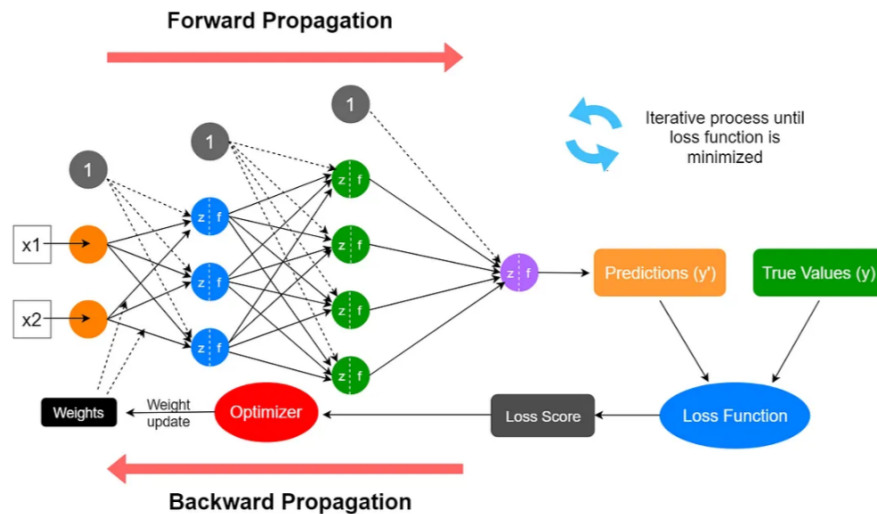 Forward Propagation
1
1
1
Iterative process until
loss function is
minimized
z f
z f
z f
z f
z f
z f
z f
z f
x1
x2
Predictions (y')
True Values (y)
Weights
Weight
update
Optimizer
Loss Score
Loss Function
Backward Propagation